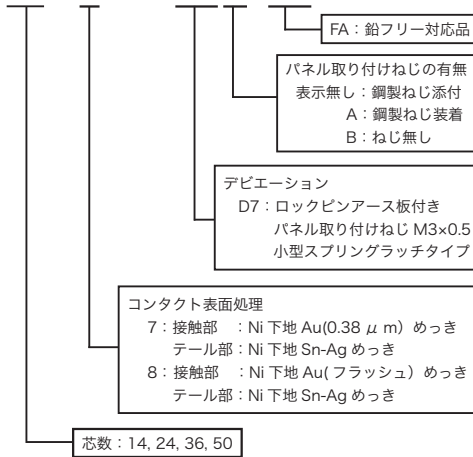 FA：鉛フリー対応品
パネル取り付けねじの有無
表示無し：鋼製ねじ添付
A：鋼製ねじ装着
B：ねじ無し
デビエーション
D7：ロックピンアース板付き
パネル取り付けねじ M3×0.5
小型スプリングラッチタイプ
コンタクト表面処理
7：接触部　：Ni 下地 Au(0.38 μ m）めっき
テール部：Ni 下地 Sn-Ag めっき
8：接触部　：Ni 下地 Au( フラッシュ）めっき
テール部：Ni 下地 Sn-Ag めっき
芯数：14, 24, 36, 50